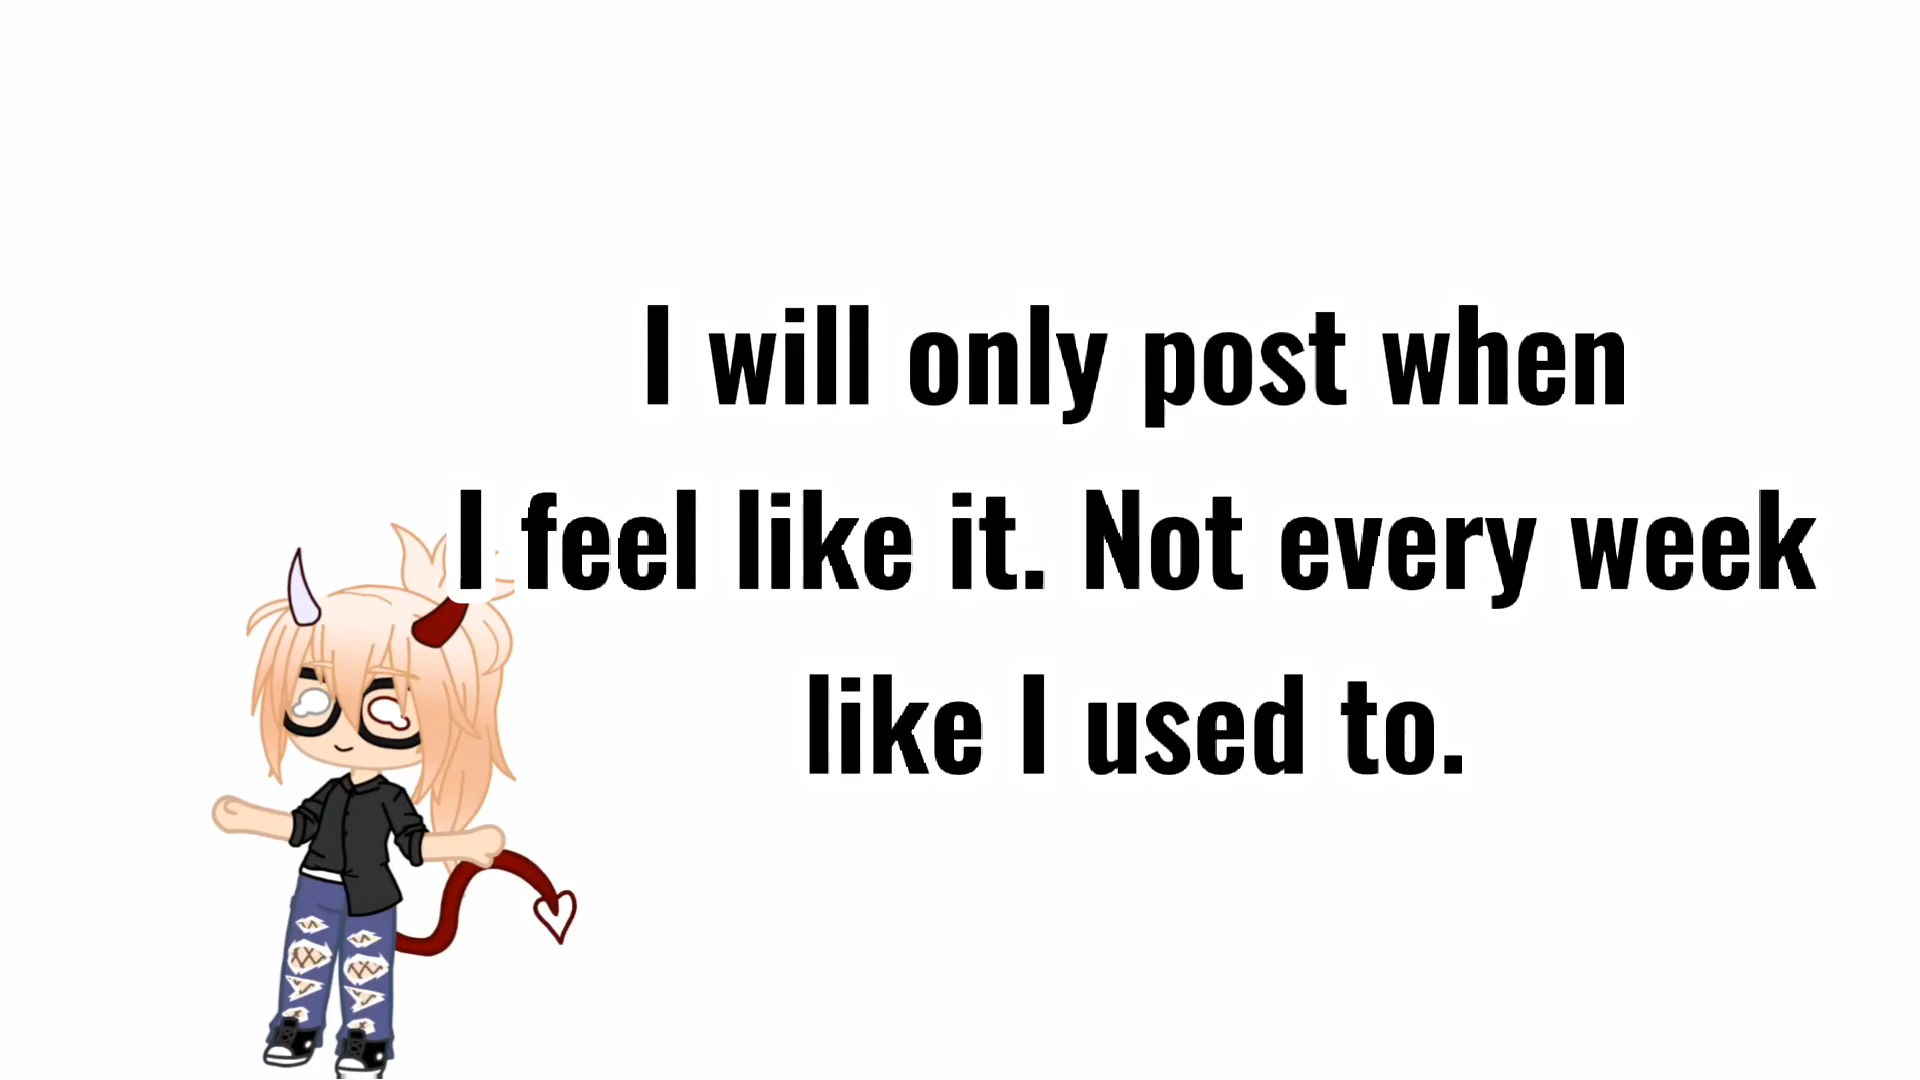 I will only post when
I feel like it. Not every week
like I used to.